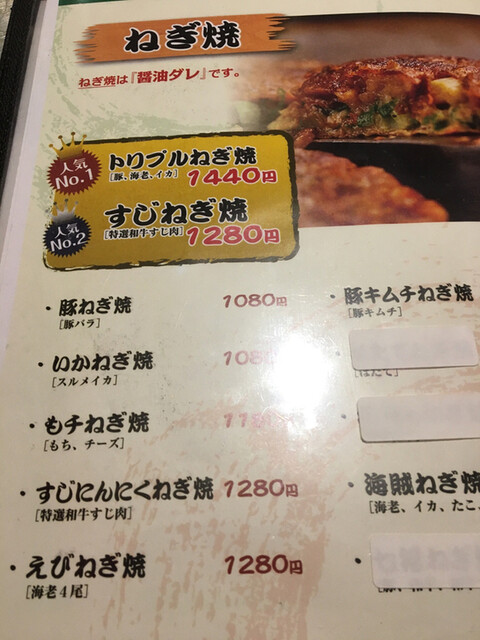 ねぎ焼
ねぎ焼は『醤油ダレ』です。
人気 No.1
トリプルねぎ焼
[豚、海老、イカ] 1440円
人気 No.2
すじねぎ焼
[特選和牛すじ肉] 1280円
・豚ねぎ焼 1080円
[豚バラ]
・いかねぎ焼
[スルメイカ]
・もチねぎ焼
[もち、チーズ]
・すじにんにくねぎ焼 1280円
[特選和牛すじ肉]
・えびねぎ焼 1280円
[海老4尾]
・豚キムチねぎ焼
[豚キムチ]
[ほたて]
・海賊ねぎ焼
[海老、イカ、たこ、